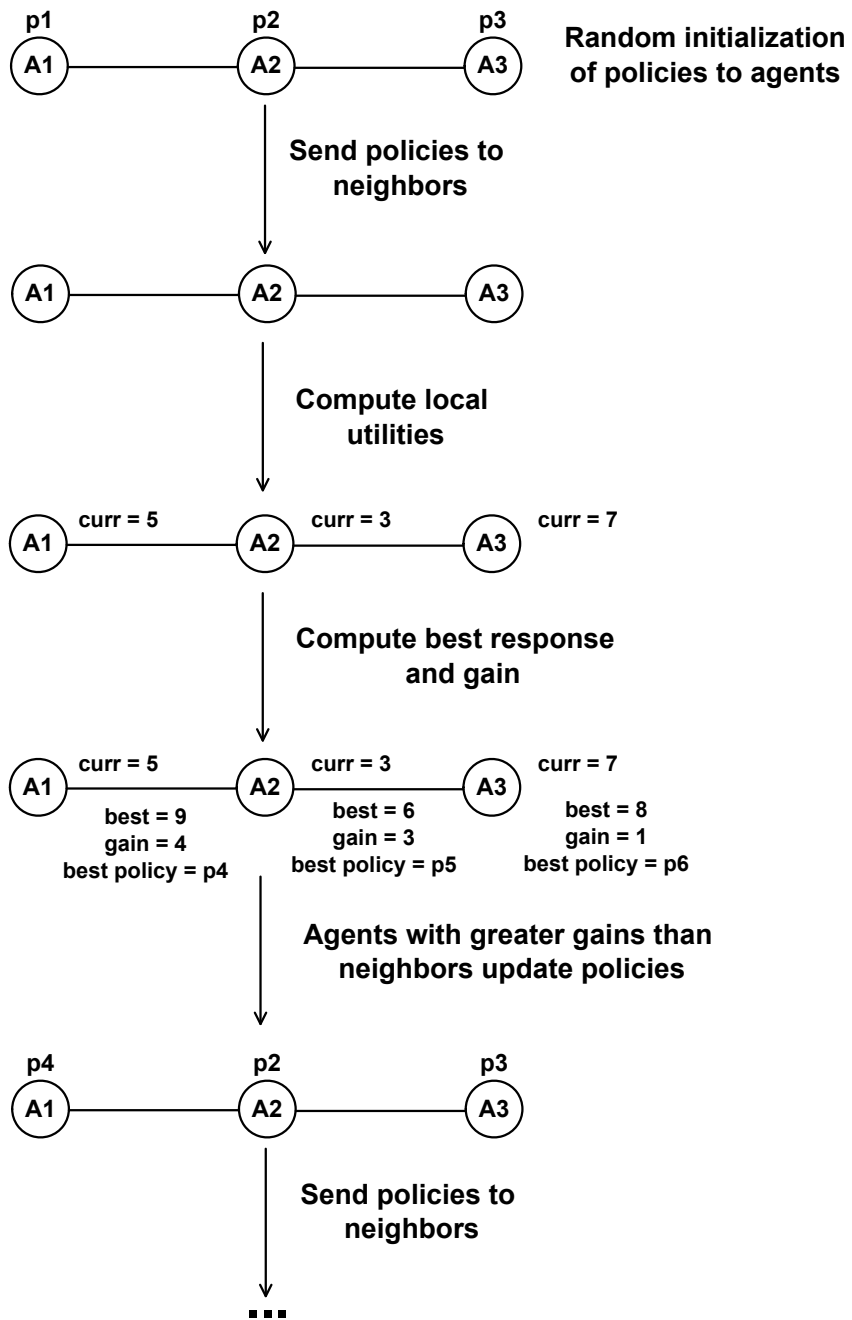 p1 p2 p3
A1 A2 A3
Random initialization
of policies to agents
Send policies to
neighbors
A1 A2 A3
Compute local
utilities
curr = 5 curr = 3 curr = 7
A1 A2 A3
Compute best response
and gain
curr = 5 curr = 3 curr = 7
A1 A2 A3
best = 9 best = 6 best = 8
gain = 4 gain = 3 gain = 1
best policy = p4 best policy = p5 best policy = p6
Agents with greater gains than
neighbors update policies
p4 p2 p3
A1 A2 A3
Send policies to
neighbors
...